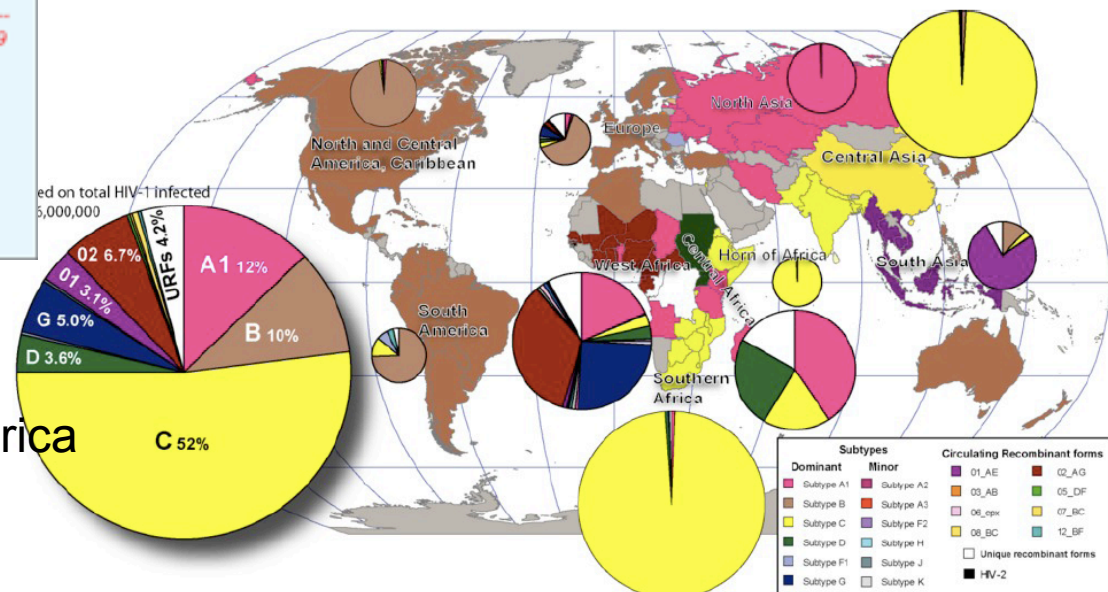 North and Central
America, Caribbean
Europe
North Asia
Central Asia
ed on total HIV-1 infected
6,000,000
02 6.7%
URFs 4.2%
A1 12%
01 3.1%
B 10%
G 5.0%
D 3.6%
C 52%
rica
South
America
West Africa
Central Africa
Horn of Africa
South Asia
Southern
Africa
Subtypes
Dominant Minor
Subtype A1 Subtype A2
Subtype B Subtype A3
Subtype C Subtype F2
Subtype D Subtype H
Subtype F1 Subtype J
Subtype G Subtype K
Circulating Recombinant forms
01_AE 02_AG
03_AB 05_DF
06_cpx 07_BC
08_BC 12_BF
Unique recombinant forms
HIV-2